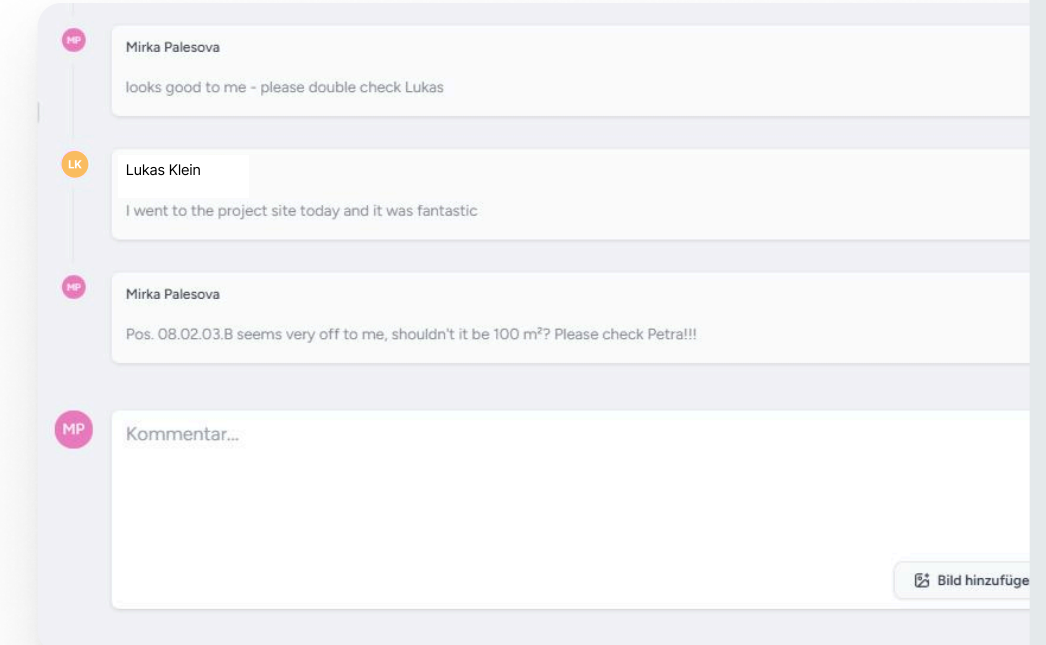 MP
Mirka Palesova
looks good to me - please double check Lukas
LK
Lukas Klein
I went to the project site today and it was fantastic
MP
Mirka Palesova
Pos. 08.02.03.B seems very off to me, shouldn't it be 100 m²? Please check Petra!!!
MP
Kommentar...
Bild hinzufüge